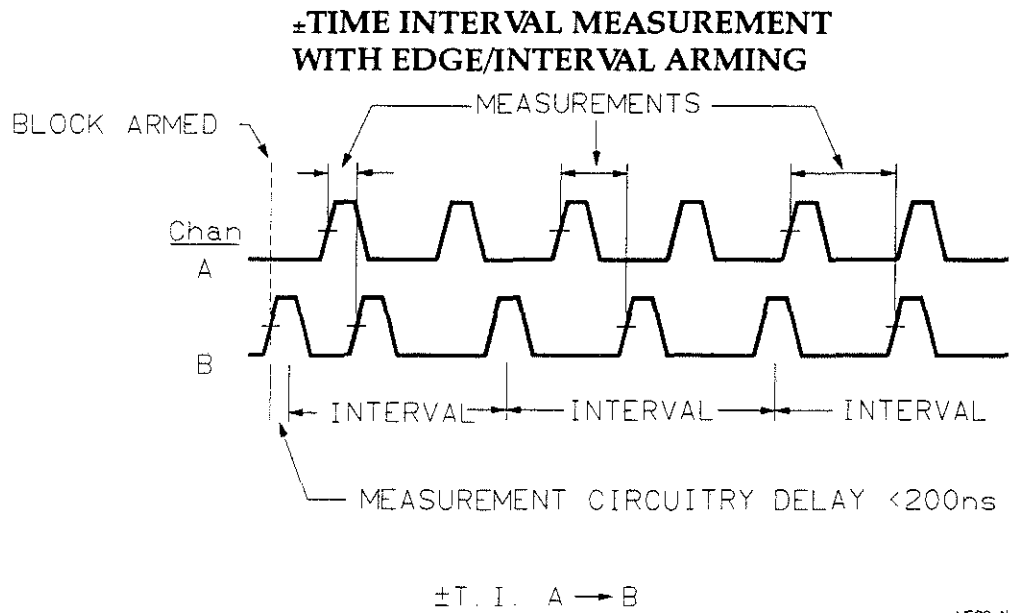 ±TIME INTERVAL MEASUREMENT
WITH EDGE/INTERVAL ARMING
MEASUREMENTS
BLOCK ARMED
Chan
A
B
INTERVAL INTERVAL INTERVAL
MEASUREMENT CIRCUITRY DELAY <200ns
±T. I. A → B